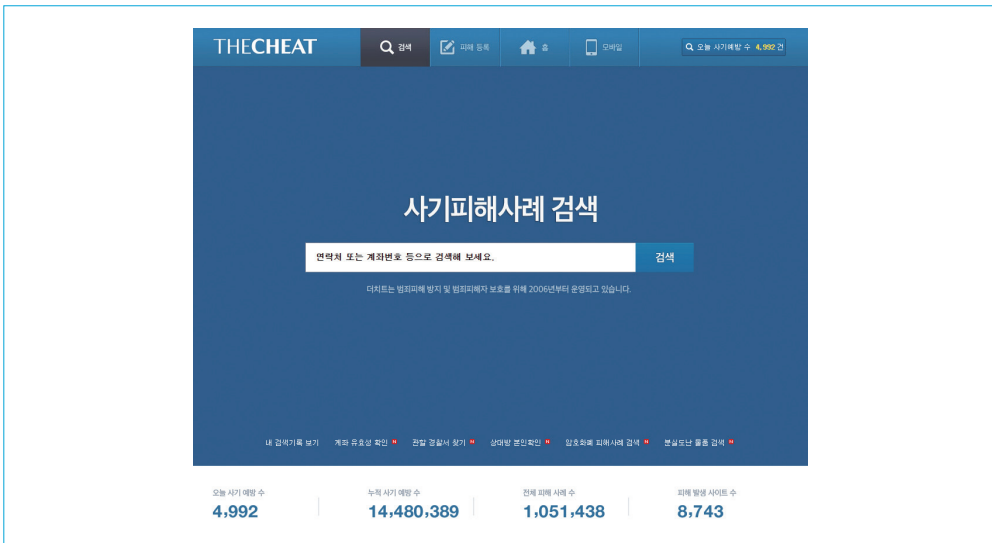 THECHEAT
검색
피해 등록
홈
모바일
오늘 사기예방 수 4,992 건
사기피해사례 검색
연락처 또는 계좌번호 등으로 검색해 보세요.
검색
더치트는 범죄피해 방지 및 범죄피해자 보호를 위해 2006년부터 운영되고 있습니다.
내 검색기록 보기 계좌 유효성 확인 N 관할 경찰서 찾기 N 상대방 본인확인 N 암호화폐 피해사례 검색 N 분실도난 물품 검색 N
오늘 사기 예방 수 누적 사기 예방 수 전체 피해 사례 수 피해 발생 사이트 수
4,992 14,480,389 1,051,438 8,743